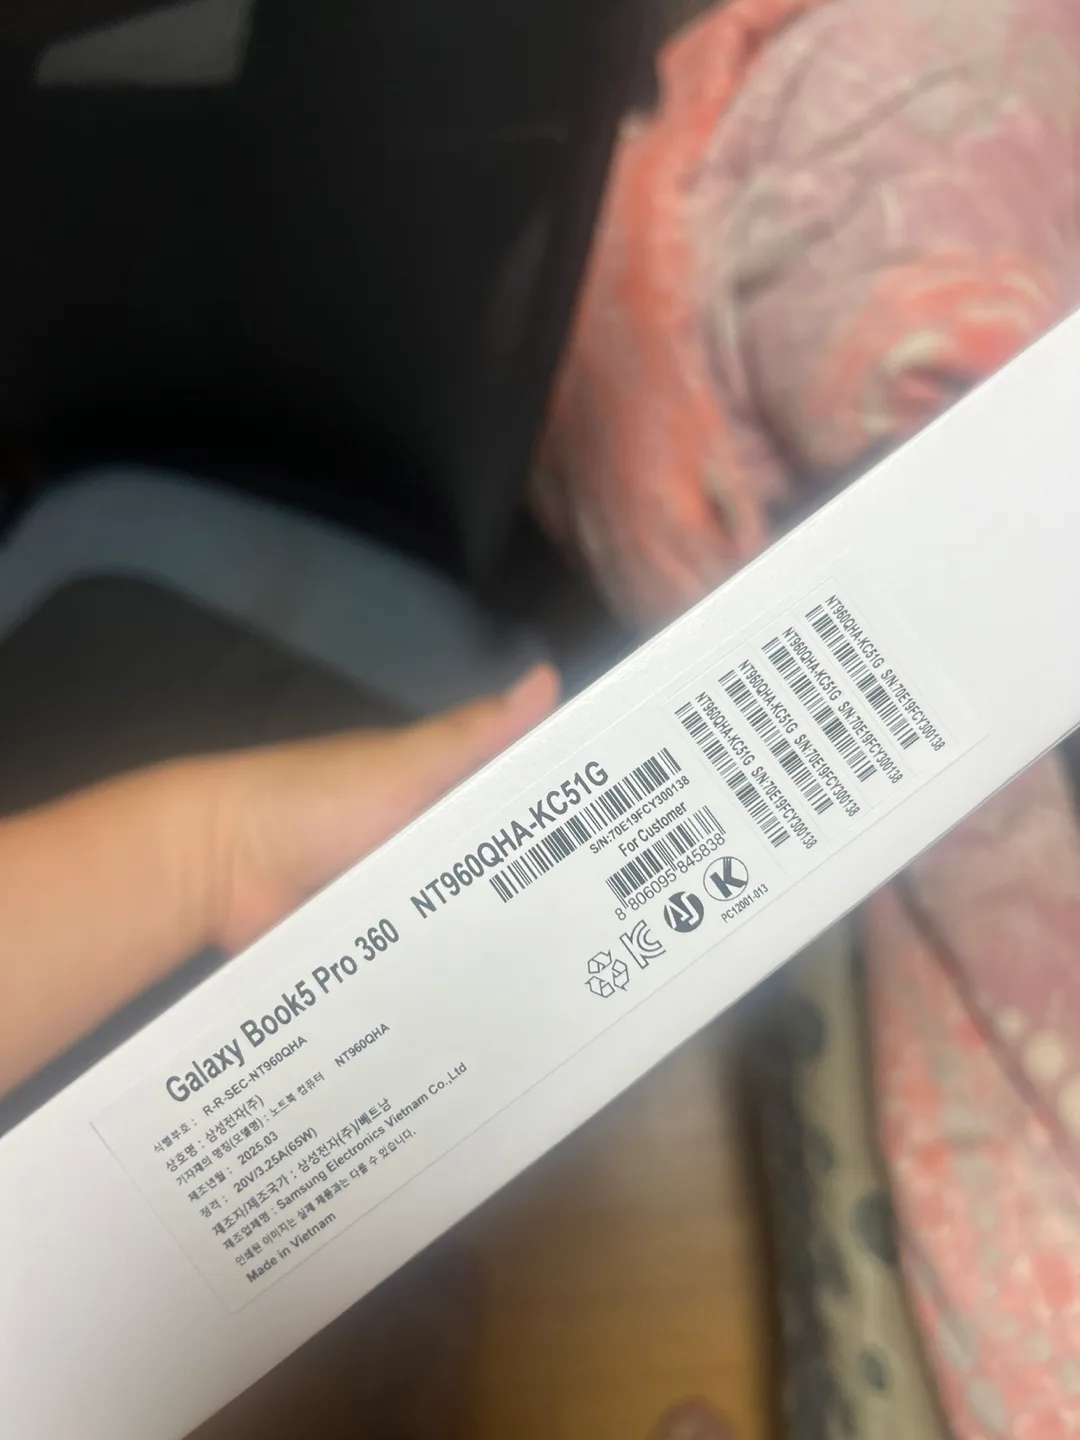 Galaxy Book5 Pro 360 NT960QHA-KC51G
식별부호 : R-R-SEC-NT960QHA
상호명 : 삼성전자(주)
기자재의 명칭(모델명) : 노트북 컴퓨터 NT960QHA
제조년월 : 2025.03
정격 : 20V/3.25A(65W)
제조자/제조국가 : 삼성전자(주)/베트남
제조업체명 : Samsung Electronics Vietnam Co.,Ltd
인쇄된 이미지는 실제 제품과는 다를 수 있습니다.
Made in Vietnam
S/N:70E19FCY300138
For Customer
8 806095 845838
PC12001-013
NT960QHA-KC51G S/N:70E19FCY300138
NT960QHA-KC51G S/N:70E19FCY300138
NT960QHA-KC51G S/N:70E19FCY300138
NT960QHA-KC51G S/N:70E19FCY300138